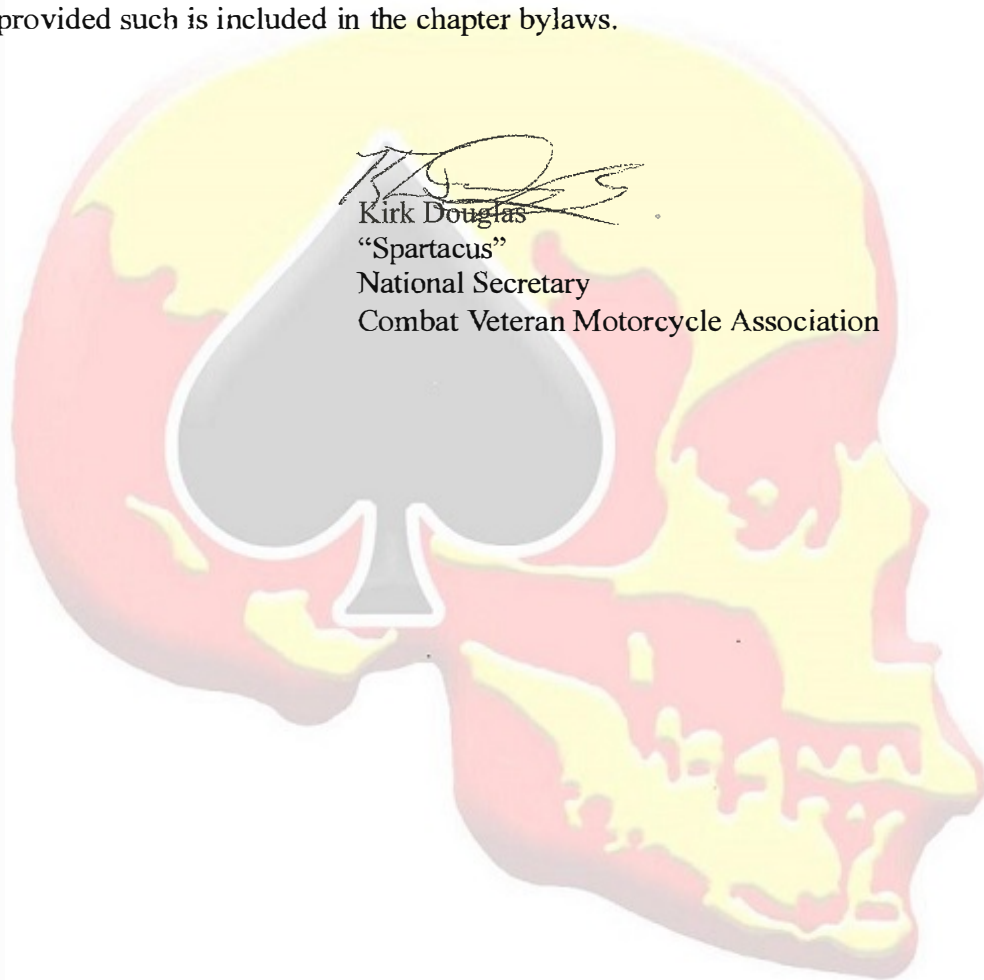 provided such is included in the chapter bylaws.
Kirk Douglas
“Spartacus”
National Secretary
Combat Veteran Motorcycle Association